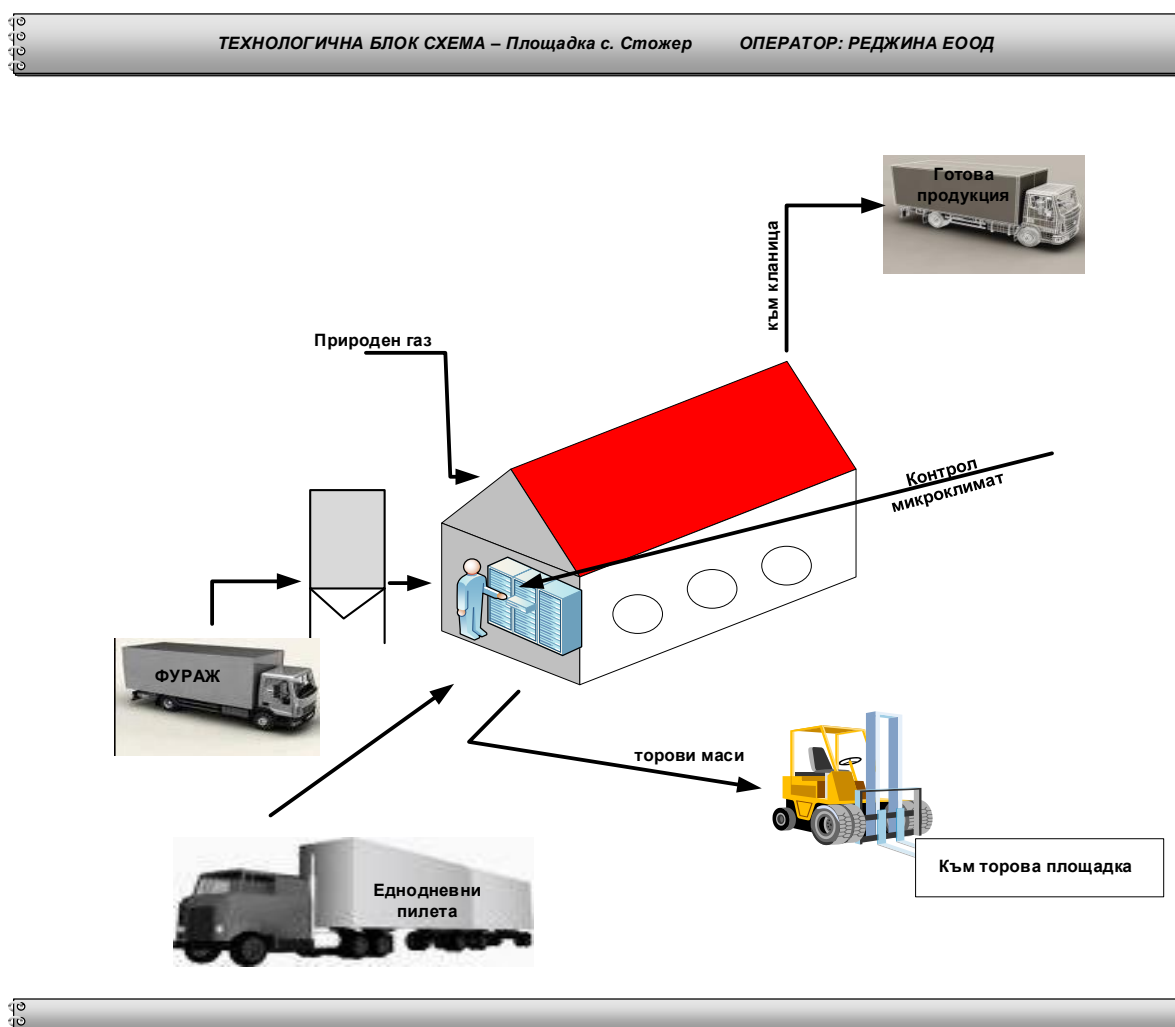 ТЕХНОЛОГИЧНА БЛОК СХЕМА – Площадка с. Стожер ОПЕРАТОР: РЕДЖИНА ЕООД
Готова
продукция
към кланица
Природен газ
Контрол
микроклимат
ФУРАЖ
торови маси
Към торова площадка
Еднодневни
пилета